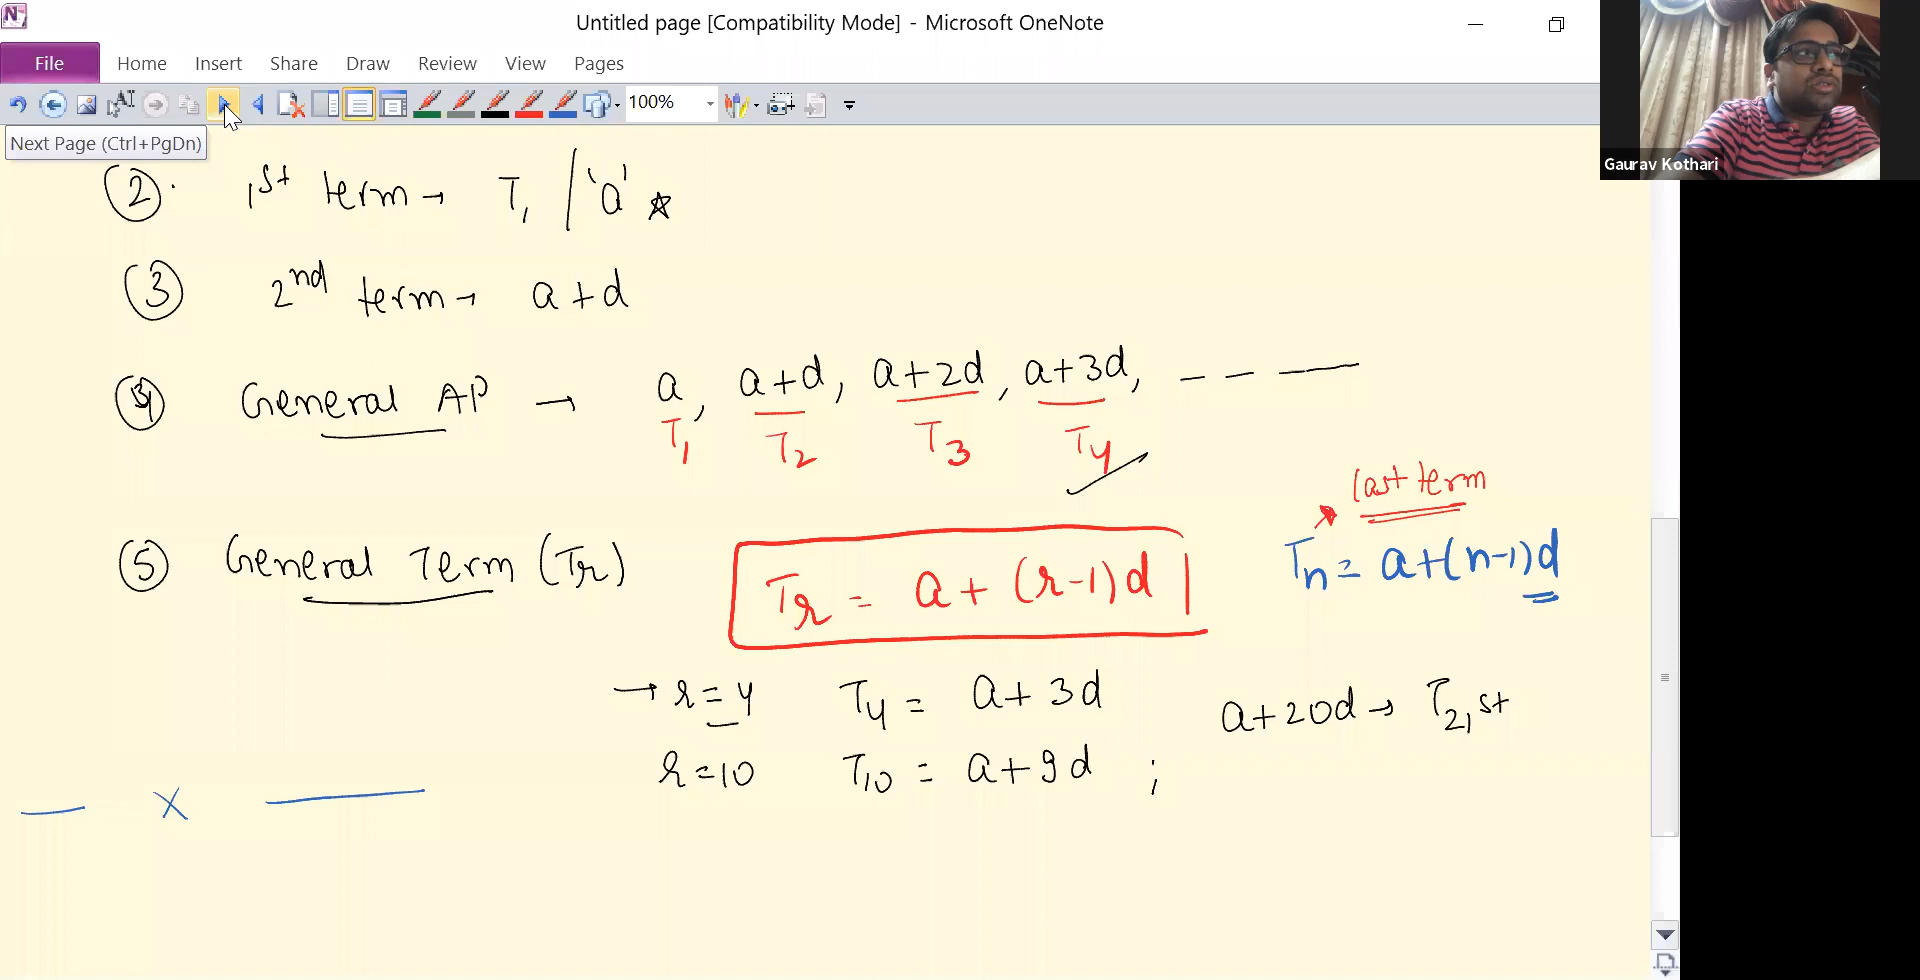 Untitled page [Compatibility Mode] - Microsoft OneNote
File Home Insert Share Draw Review View Pages
100%
Next Page (Ctrl+PgDn)
Gaurav Kothari
② 1st term → T₁ / 'a' ☆
③ 2nd term → a+d
④ General AP → a, a+d, a+2d, a+3d, - - —
T₁ T₂ T₃ T₄
last term
⑤ General Term (Tr) Tr = a + (r-1)d Tn = a+(n-1)d
→ r=4 T₄ = a+3d a+20d → T₂₁st
r=10 T₁₀ = a+9d ;
— x —